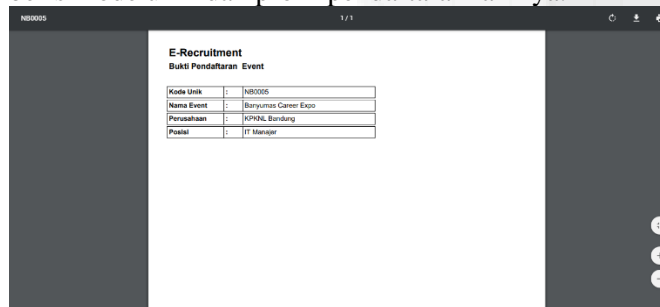 NB0005 1 / 1
E-Recruitment
Bukti Pendaftaran Event
Kode Unik : NB0005
Nama Event : Banyumas Career Expo
Perusahaan : KPKNL Bandung
Posisi : IT Manajer